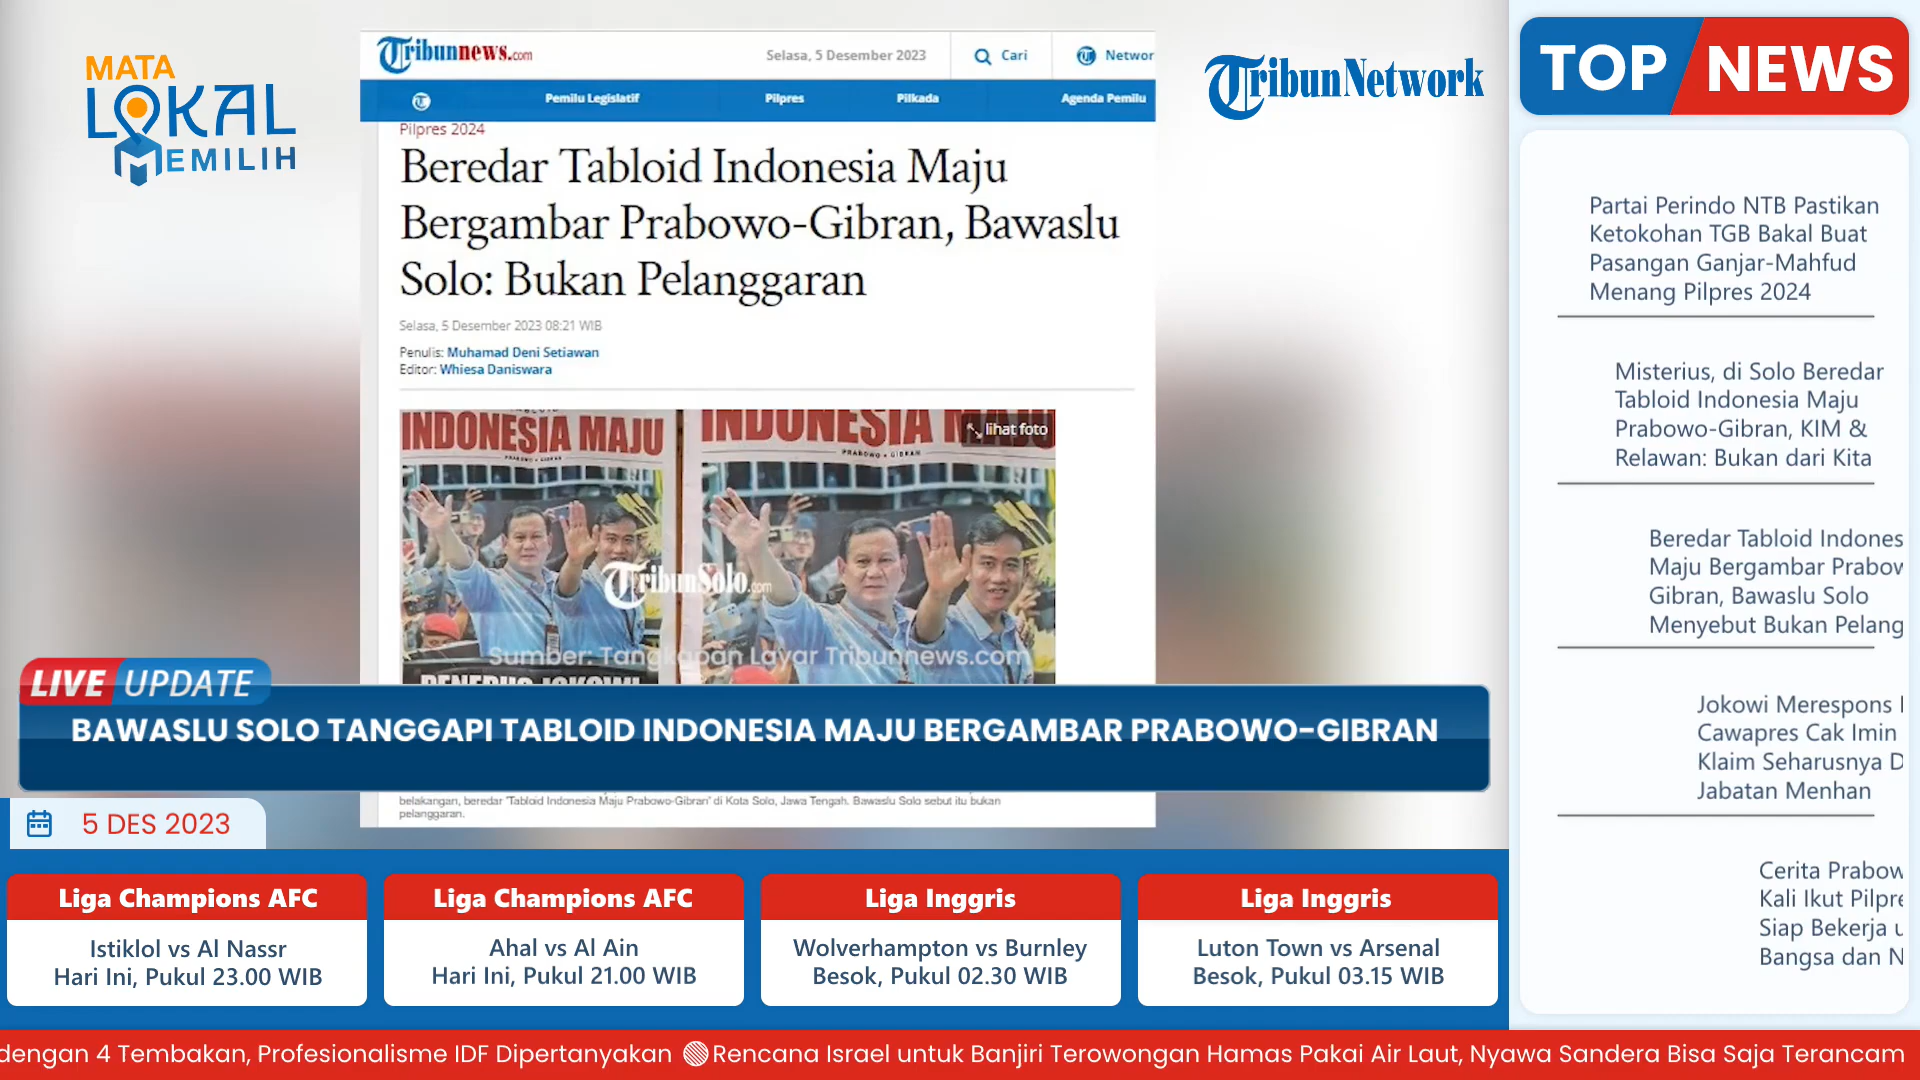 MATA
LOKAL
MEMILIH
Tribunnews.com
Selasa, 5 Desember 2023
Cari
Networ
Pemilu Legislatif
Pilpres
Pilkada
Agenda Pemilu
Pilpres 2024
Beredar Tabloid Indonesia Maju
Bergambar Prabowo-Gibran, Bawaslu
Solo: Bukan Pelanggaran
Selasa, 5 Desember 2023 08:21 WIB
Penulis: Muhamad Deni Setiawan
Editor: Whiesa Daniswara
INDONESIA MAJU
PRABOWO - GIBRAN
INDONESIA MAJU
PRABOWO - GIBRAN
lihat foto
TribunSolo.com
Sumber: Tangkapan Layar Tribunnews.com
PENERUS JOKOWI
TribunNetwork
LIVE UPDATE
BAWASLU SOLO TANGGAPI TABLOID INDONESIA MAJU BERGAMBAR PRABOWO-GIBRAN
belakangan, beredar 'Tabloid Indonesia Maju Prabowo-Gibran' di Kota Solo, Jawa Tengah. Bawaslu Solo sebut itu bukan
pelanggaran.
5 DES 2023
TOP NEWS
Partai Perindo NTB Pastikan
Ketokohan TGB Bakal Buat
Pasangan Ganjar-Mahfud
Menang Pilpres 2024
Misterius, di Solo Beredar
Tabloid Indonesia Maju
Prabowo-Gibran, KIM &
Relawan: Bukan dari Kita
Beredar Tabloid Indones
Maju Bergambar Prabow
Gibran, Bawaslu Solo
Menyebut Bukan Pelang
Jokowi Merespons
Cawapres Cak Imin
Klaim Seharusnya D
Jabatan Menhan
Cerita Prabow
Kali Ikut Pilpre
Siap Bekerja u
Bangsa dan N
Liga Champions AFC
Istiklol vs Al Nassr
Hari Ini, Pukul 23.00 WIB
Liga Champions AFC
Ahal vs Al Ain
Hari Ini, Pukul 21.00 WIB
Liga Inggris
Wolverhampton vs Burnley
Besok, Pukul 02.30 WIB
Liga Inggris
Luton Town vs Arsenal
Besok, Pukul 03.15 WIB
dengan 4 Tembakan, Profesionalisme IDF Dipertanyakan Rencana Israel untuk Banjiri Terowongan Hamas Pakai Air Laut, Nyawa Sandera Bisa Saja Terancam